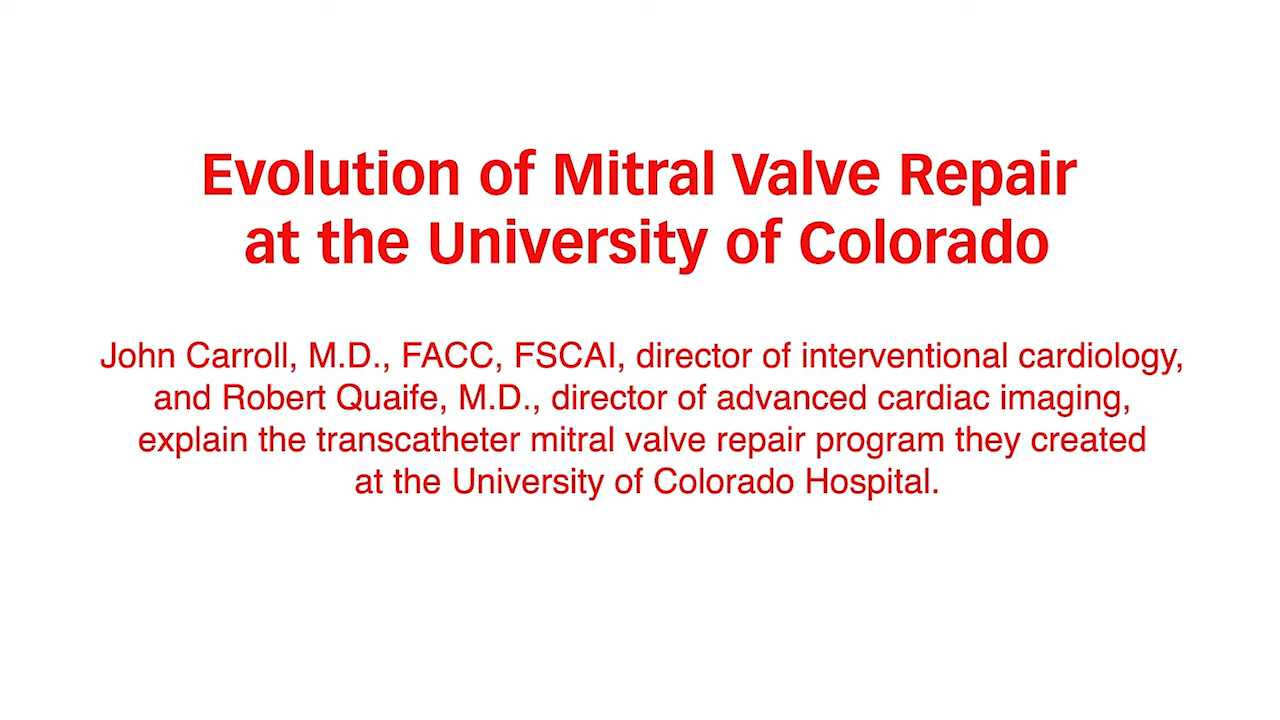 Evolution of Mitral Valve Repair
at the University of Colorado
John Carroll, M.D., FACC, FSCAI, director of interventional cardiology,
and Robert Quaife, M.D., director of advanced cardiac imaging,
explain the transcatheter mitral valve repair program they created
at the University of Colorado Hospital.